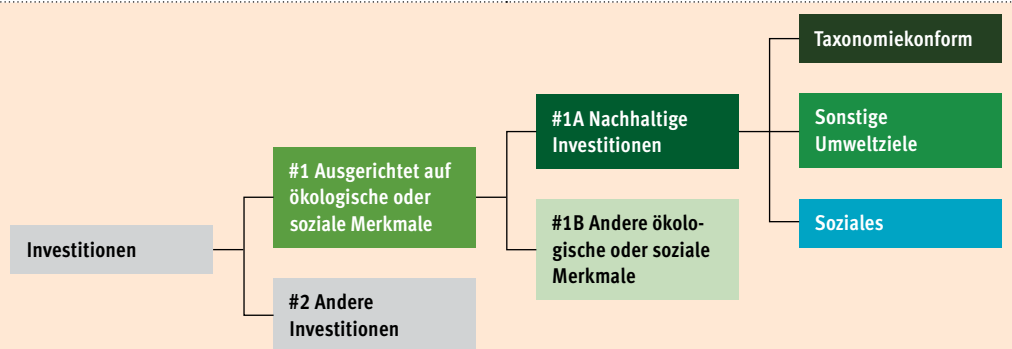 Investitionen
#1 Ausgerichtet auf
ökologische oder
soziale Merkmale
#2 Andere
Investitionen
#1A Nachhaltige
Investitionen
#1B Andere ökolo-
gische oder soziale
Merkmale
Taxonomiekonform
Sonstige
Umweltziele
Soziales